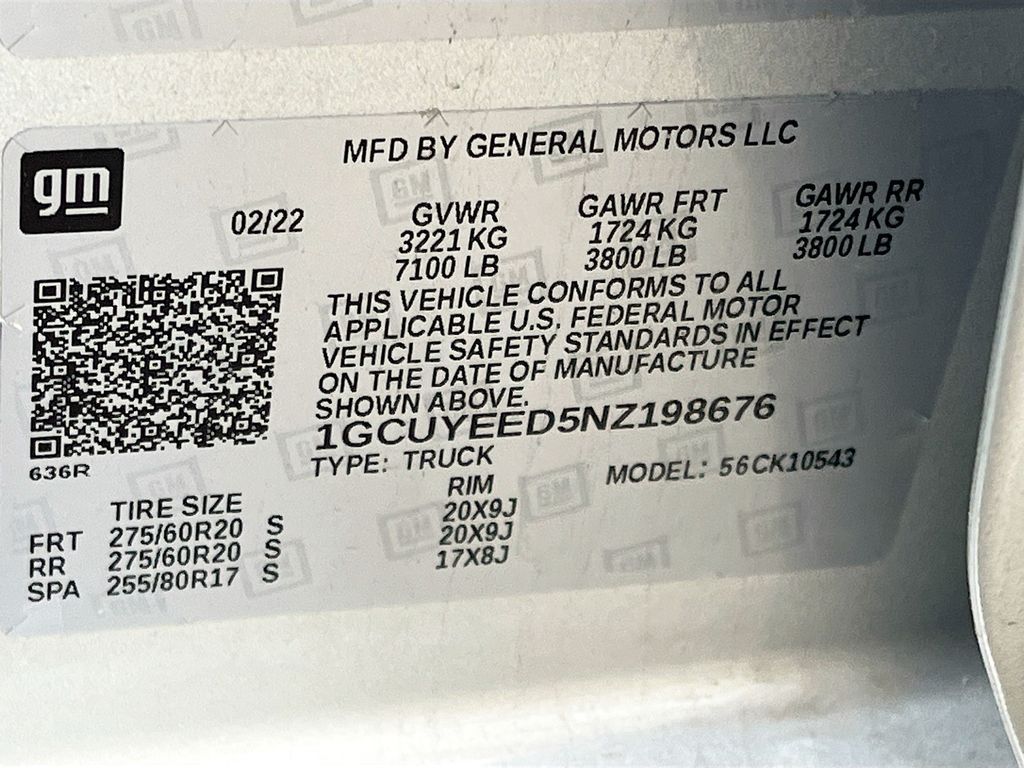 gm
MFD BY GENERAL MOTORS LLC
02/22
GVWR
3221 KG
7100 LB
GAWR FRT
1724 KG
3800 LB
GAWR RR
1724 KG
3800 LB
THIS VEHICLE CONFORMS TO ALL
APPLICABLE U.S. FEDERAL MOTOR
VEHICLE SAFETY STANDARDS IN EFFECT
ON THE DATE OF MANUFACTURE
SHOWN ABOVE.
1GCUYEED5NZ198676
636R
TYPE: TRUCK
MODEL: 56CK10543
TIRE SIZE RIM
FRT 275/60R20 S 20X9J
RR 275/60R20 S 20X9J
SPA 255/80R17 S 17X8J